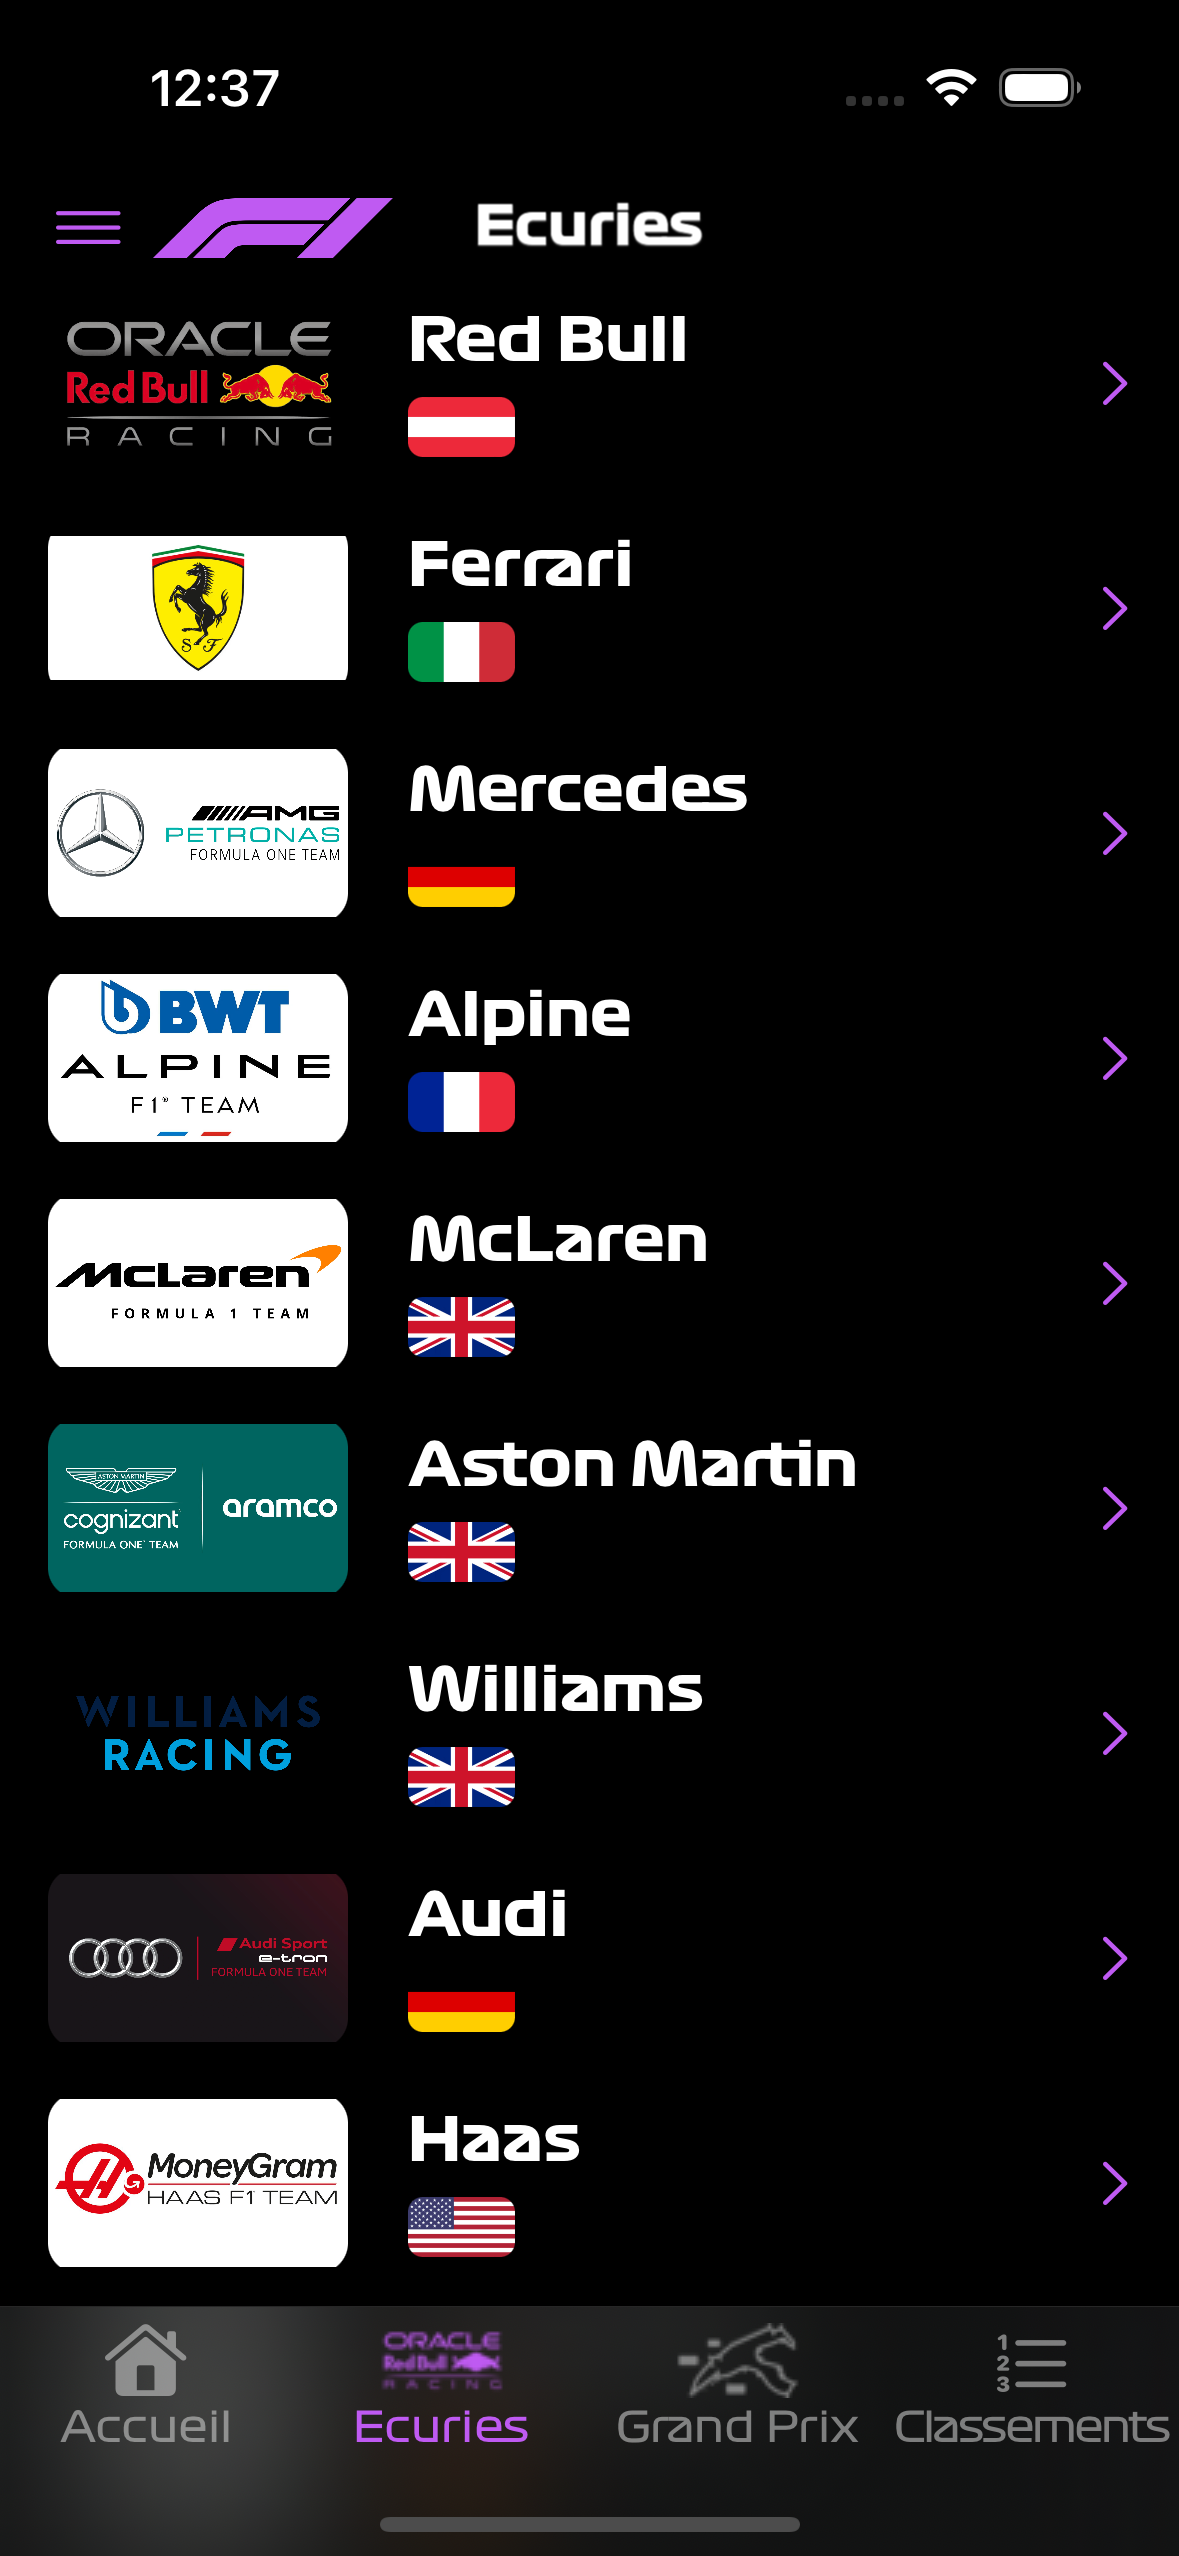 12:37
F1
Ecuries
ORACLE
Red Bull
RACING
Red Bull
S F
Ferrari
Mercedes
AMG
PETRONAS
FORMULA ONE TEAM
BWT
ALPINE
F1® TEAM
Alpine
McLaren
FORMULA 1 TEAM
McLaren
ASTON MARTIN
cognizant
FORMULA ONE™ TEAM
aramco
Aston Martin
WILLIAMS
RACING
Williams
Audi Sport
e-tron
FORMULA ONE TEAM
Audi
MoneyGram
HAAS F1 TEAM
Haas
ORACLE
Red Bull
RACING
1
2
3
Accueil
Ecuries
Grand Prix
Classements